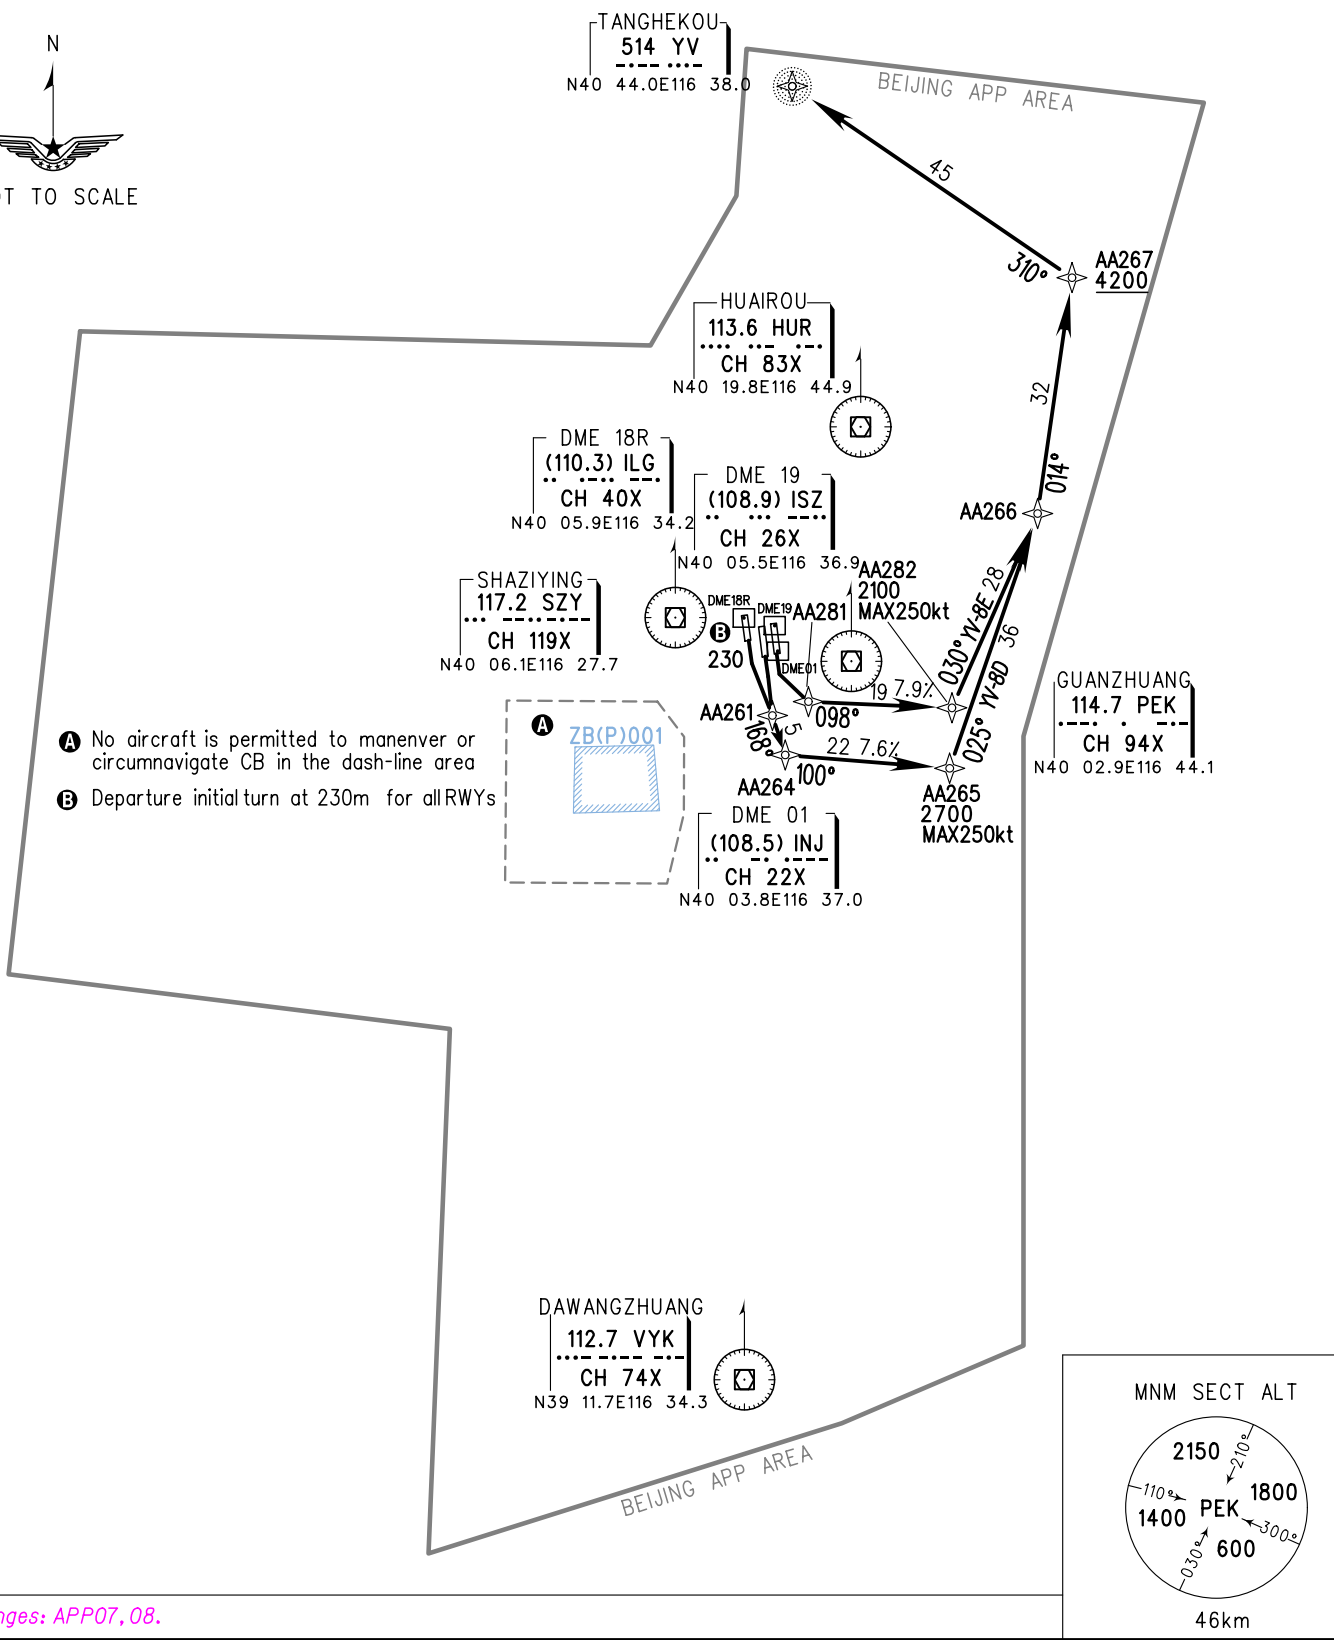 N
OT TO SCALE
TANGHEKOU
514 YV
N40 44.0E116 38.0
BEIJING APP AREA
45
310°
AA267
4200
HUAIROU
113.6 HUR
CH 83X
N40 19.8E116 44.9
32
014°
DME 18R
(110.3) ILG
CH 40X
N40 05.9E116 34.2
DME 19
(108.9) ISZ
CH 26X
N40 05.5E116 36.9
AA266
SHAZIYING
117.2 SZY
CH 119X
N40 06.1E116 27.7
AA282
2100
MAX250kt
DME18R
DME19
AA281
B
230
DME01
030° YV-8E 28
025° YV-8D 36
19 7.9%
098°
GUANZHUANG
114.7 PEK
CH 94X
N40 02.9E116 44.1
AA261
168°
5
22 7.6%
100°
AA264
AA265
2700
MAX250kt
A
ZB(P)001
A No aircraft is permitted to manenver or
circumnavigate CB in the dash-line area
B Departure initial turn at 230m for all RWYs
DME 01
(108.5) INJ
CH 22X
N40 03.8E116 37.0
DAWANGZHUANG
112.7 VYK
CH 74X
N39 11.7E116 34.3
BEIJING APP AREA
MNM SECT ALT
2150
210°
110°
1800
1400
PEK
300°
600
030°
46km
nges: APP07, 08.